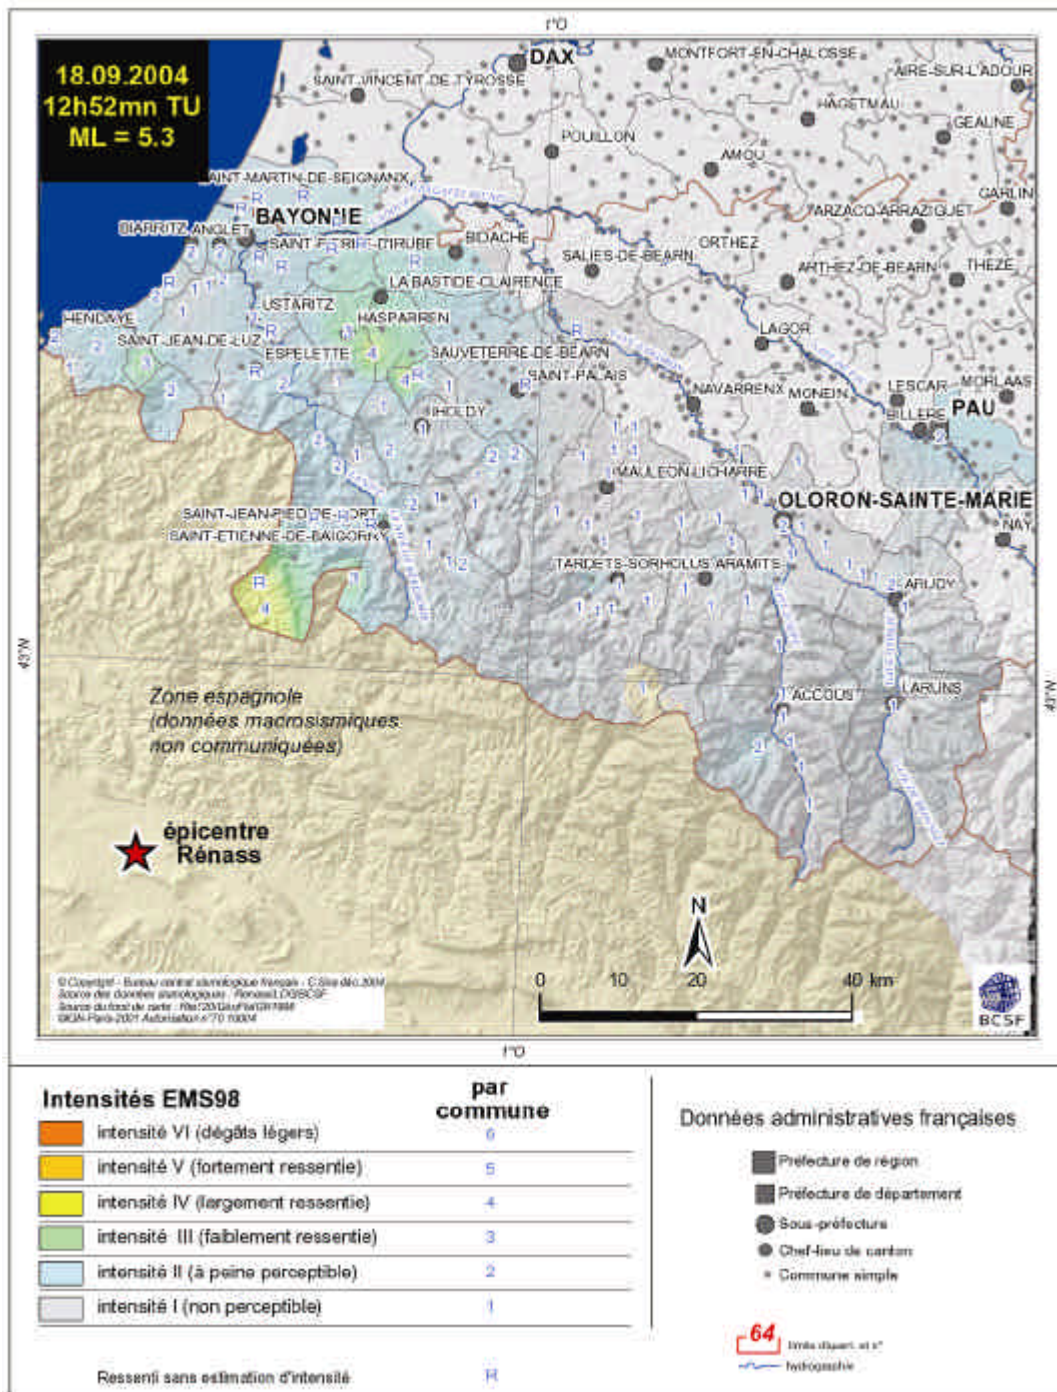 1°O
18.09.2004
12h52mn TU
ML = 5.3
DAX
MONTFORT-EN-CHALOSSE
AIRE-SUR-L'ADOUR
SAINT-VINCENT-DE-TYROSSE
HAGETMAU
GEAUNE
POUILLON
AMOU
SAINT-MARTIN-DE-SEIGNANX
GARLIN
BAYONNE
ARZACQ-ARRAZIGUET
BIARRITZ
ANGLET
SAINT-PIERRE-D'IRUBE
BIDACHE
ORTHEZ
SALIES-DE-BEARN
ARTHEZ-DE-BEARN
THEZE
LA BASTIDE-CLAIRENCE
USTARITZ
HASPARREN
HENDAYE
SAINT-JEAN-DE-LUZ
LAGOR
ESPELETTE
SAUVETERRE-DE-BEARN
SAINT-PALAIS
NAVARRENX
MONEIN
LESCAR
MORLAAS
BILLERE
PAU
IHOLDY
MAULEON-LICHARRE
OLORON-SAINTE-MARIE
SAINT-JEAN-PIED-DE-PORT
SAINT-ETIENNE-DE-BAIGORRY
NAY
TARDETS-SORHOLUS
ARAMITS
ARUDY
43°N
43°N
Zone espagnole
(données macrosismiques
non communiquées)
ACCOUS
LARUNS
épicentre
Rénass
N
0 10 20 40 km
BCSF
1°O
Intensités EMS98
par
commune
intensité VI (dégâts légers) 6
intensité V (fortement ressentie) 5
intensité IV (largement ressentie) 4
intensité III (faiblement ressentie) 3
intensité II (à peine perceptible) 2
intensité I (non perceptible) 1
Ressenti sans estimation d'intensité R
Données administratives françaises
Préfecture de région
Préfecture de département
Sous-préfecture
Chef-lieu de canton
Commune simple
64 limite départ. et n°
hydrographie